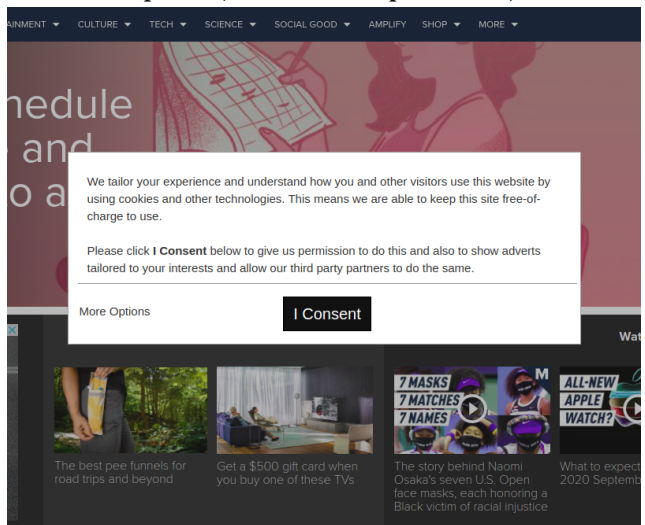 AINMENT CULTURE TECH SCIENCE SOCIAL GOOD AMPLIFY SHOP MORE
hedule
and
o a
We tailor your experience and understand how you and other visitors use this website by
using cookies and other technologies. This means we are able to keep this site free-of-
charge to use.
Please click I Consent below to give us permission to do this and also to show adverts
tailored to your interests and allow our third party partners to do the same.
More Options
I Consent
Wat
7 MASKS
7 MATCHES
7 NAMES
M
ALL-NEW
APPLE
WATCH?
The best pee funnels for
road trips and beyond
Get a $500 gift card when
you buy one of these TVs
The story behind Naomi
Osaka's seven U.S. Open
face masks, each honoring a
Black victim of racial injustice
What to expect
2020 Septemb